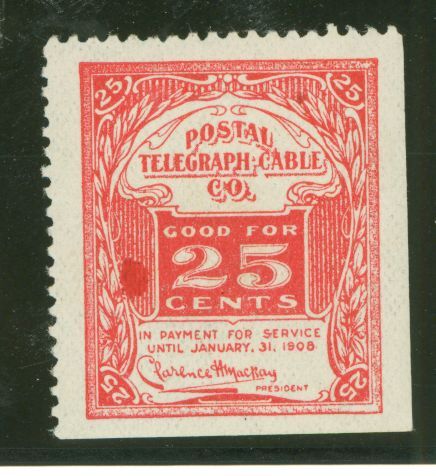 25 25
POSTAL
TELEGRAPH-CABLE
CO.
GOOD FOR
25
CENTS
IN PAYMENT FOR SERVICE
UNTIL JANUARY, 31, 1908
Clarence H Mackay
PRESIDENT
25 25